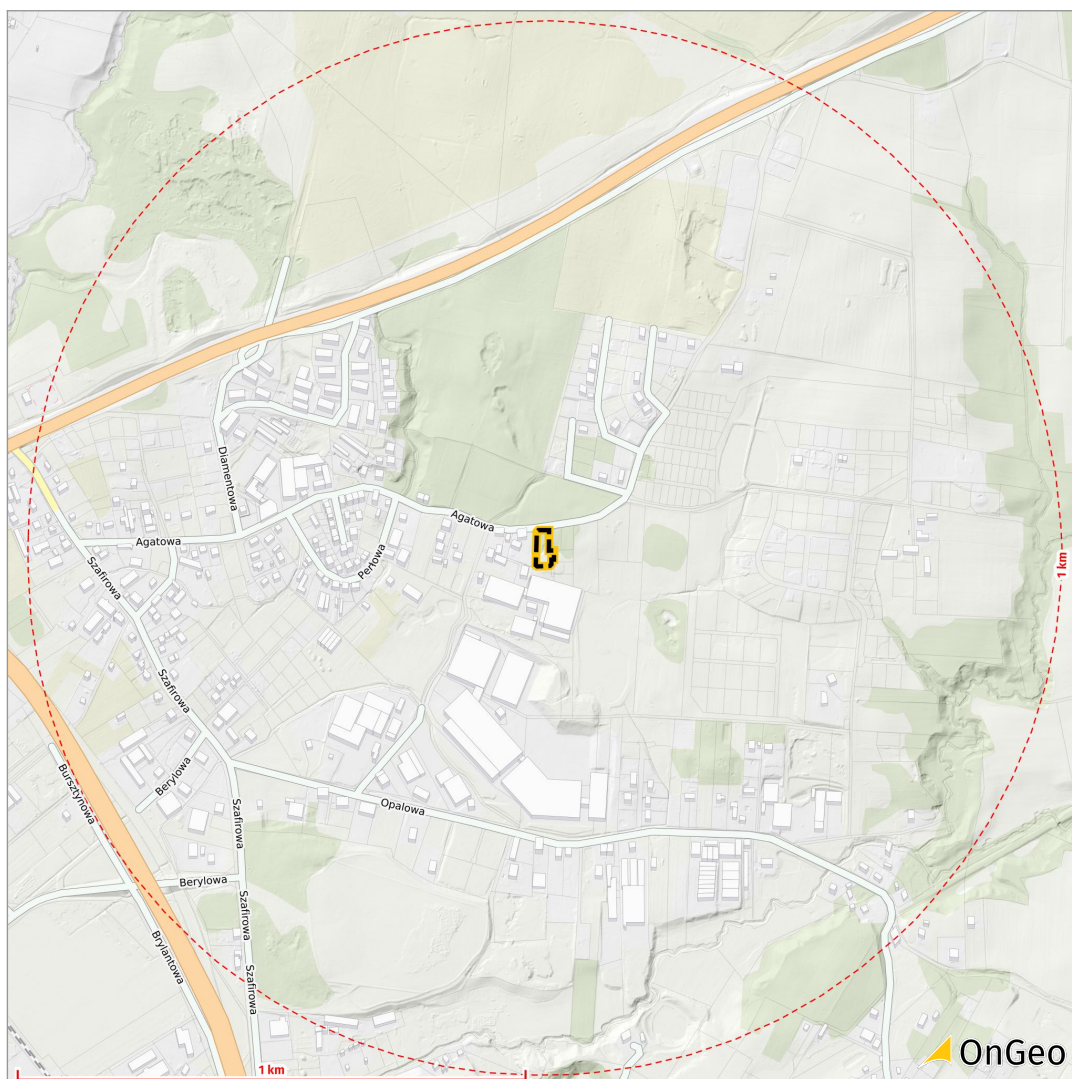 Diamentowa
Agatowa
Agatowa
Perłowa
Szafirowa
1 km
Szafirowa
Berylowa
Bursztynowa
Opalowa
Szafirowa
Berylowa
Szafirowa
Brylantowa
Szafirowa
OnGeo
1 km